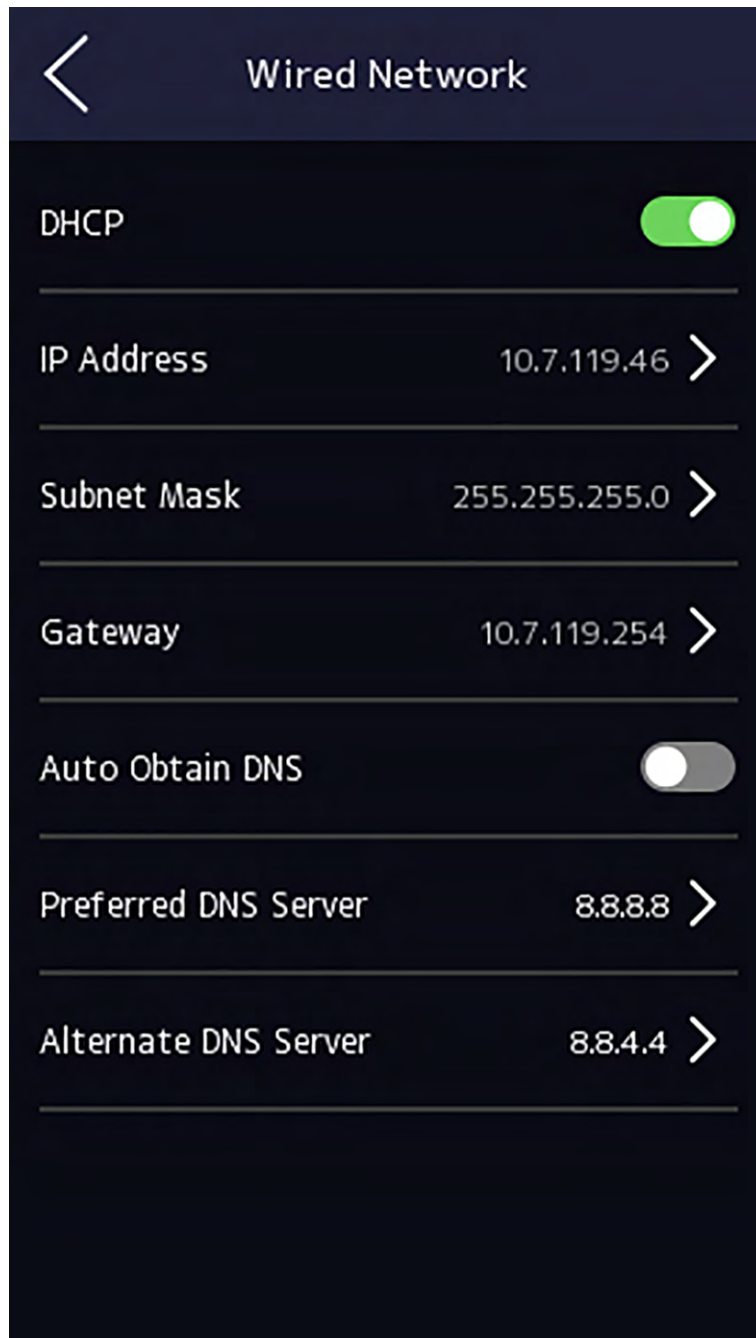 Wired Network
DHCP
IP Address 10.7.119.46
Subnet Mask 255.255.255.0
Gateway 10.7.119.254
Auto Obtain DNS
Preferred DNS Server 8.8.8.8
Alternate DNS Server 8.8.4.4